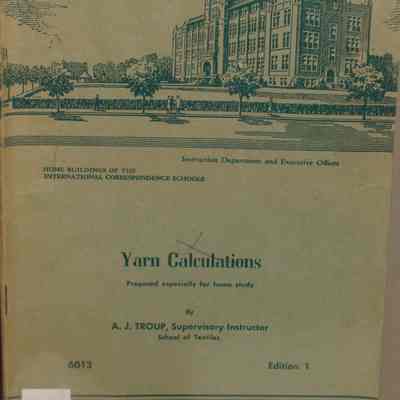 Instruction Department and Executive Offices
HOME BUILDINGS OF THE
INTERNATIONAL CORRESPONDENCE SCHOOLS
Yarn Calculations
Prepared especially for home study
By
A. J. TROUP, Supervisory Instructor
School of Textiles
6613
Edition 1